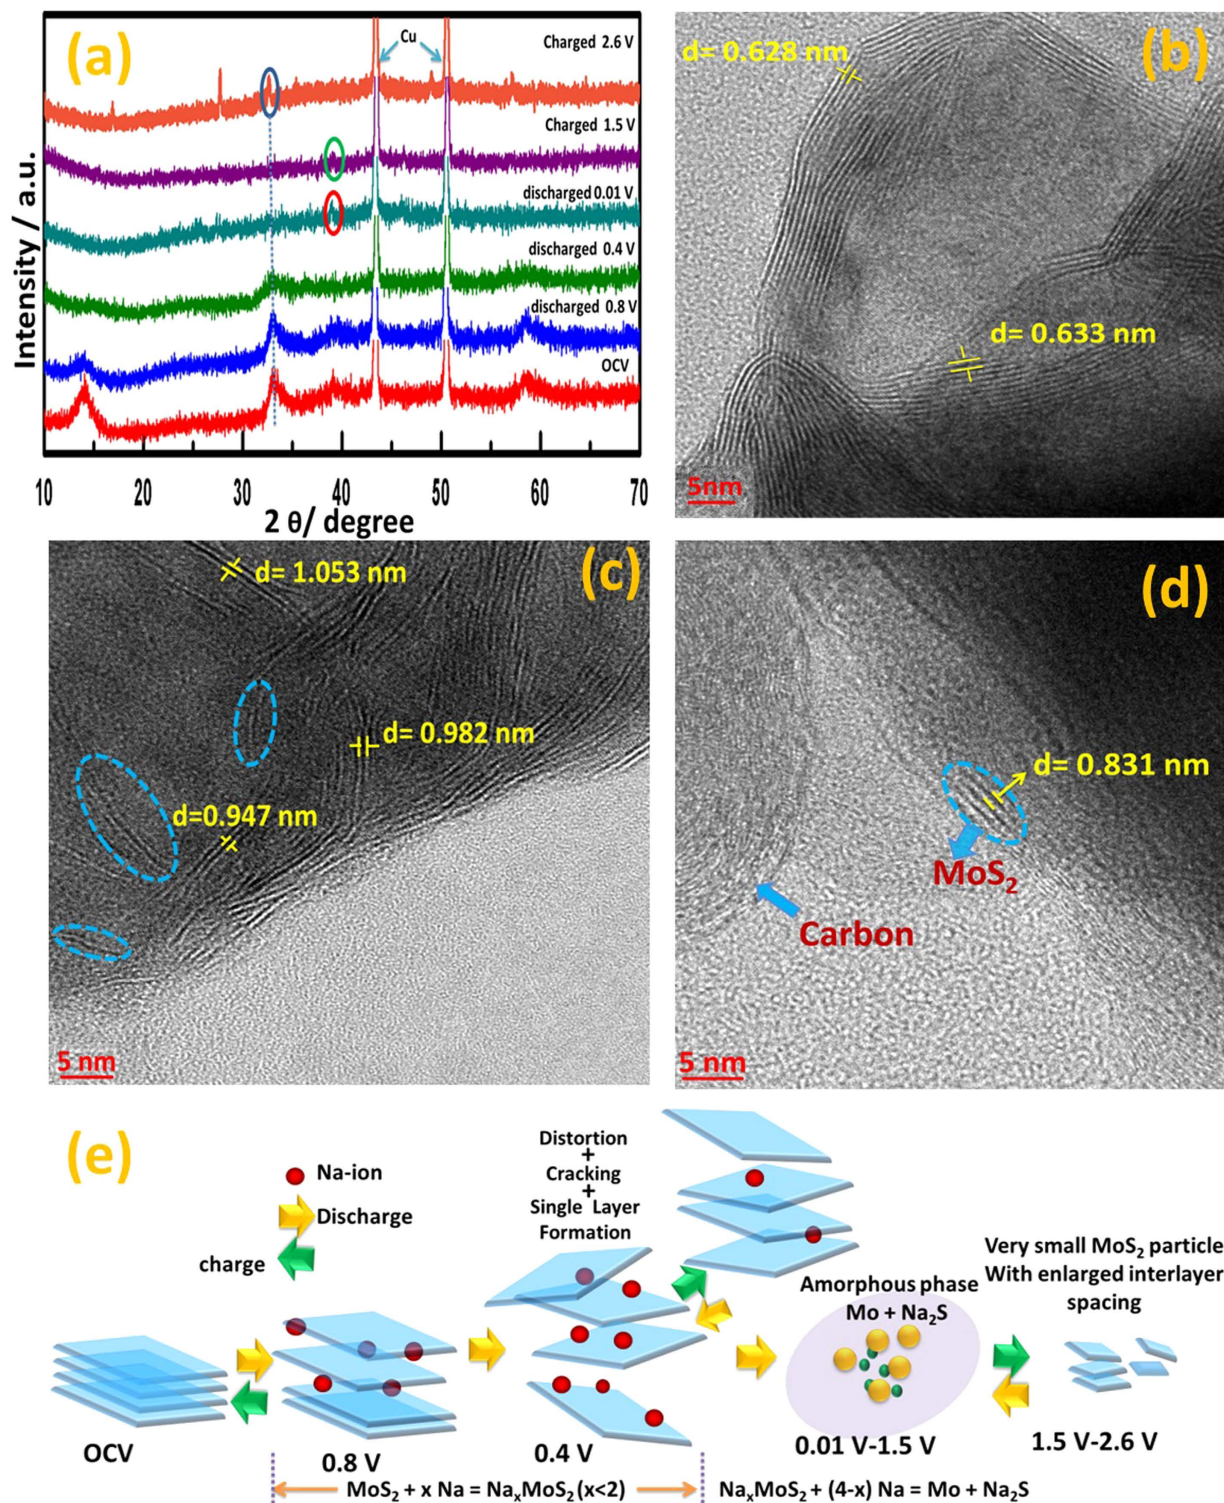 (a)
Cu
Charged 2.6 V
Charged 1.5 V
discharged 0.01 V
discharged 0.4 V
discharged 0.8 V
OCV
Intensity / a.u.
10 20 30 40 50 60 70
2 θ/ degree
(b)
d= 0.628 nm
d= 0.633 nm
5nm
(c)
d= 1.053 nm
d= 0.982 nm
d=0.947 nm
5 nm
(d)
d= 0.831 nm
MoS₂
Carbon
5 nm
(e)
Na-ion
Discharge
charge
Distortion
+
Cracking
+
Single Layer
Formation
Amorphous phase
Mo + Na₂S
Very small MoS₂ particle
With enlarged interlayer
spacing
OCV
0.8 V
0.4 V
0.01 V-1.5 V
1.5 V-2.6 V
MoS₂ + x Na = NaₓMoS₂ (x<2)
NaₓMoS₂ + (4-x) Na = Mo + Na₂S